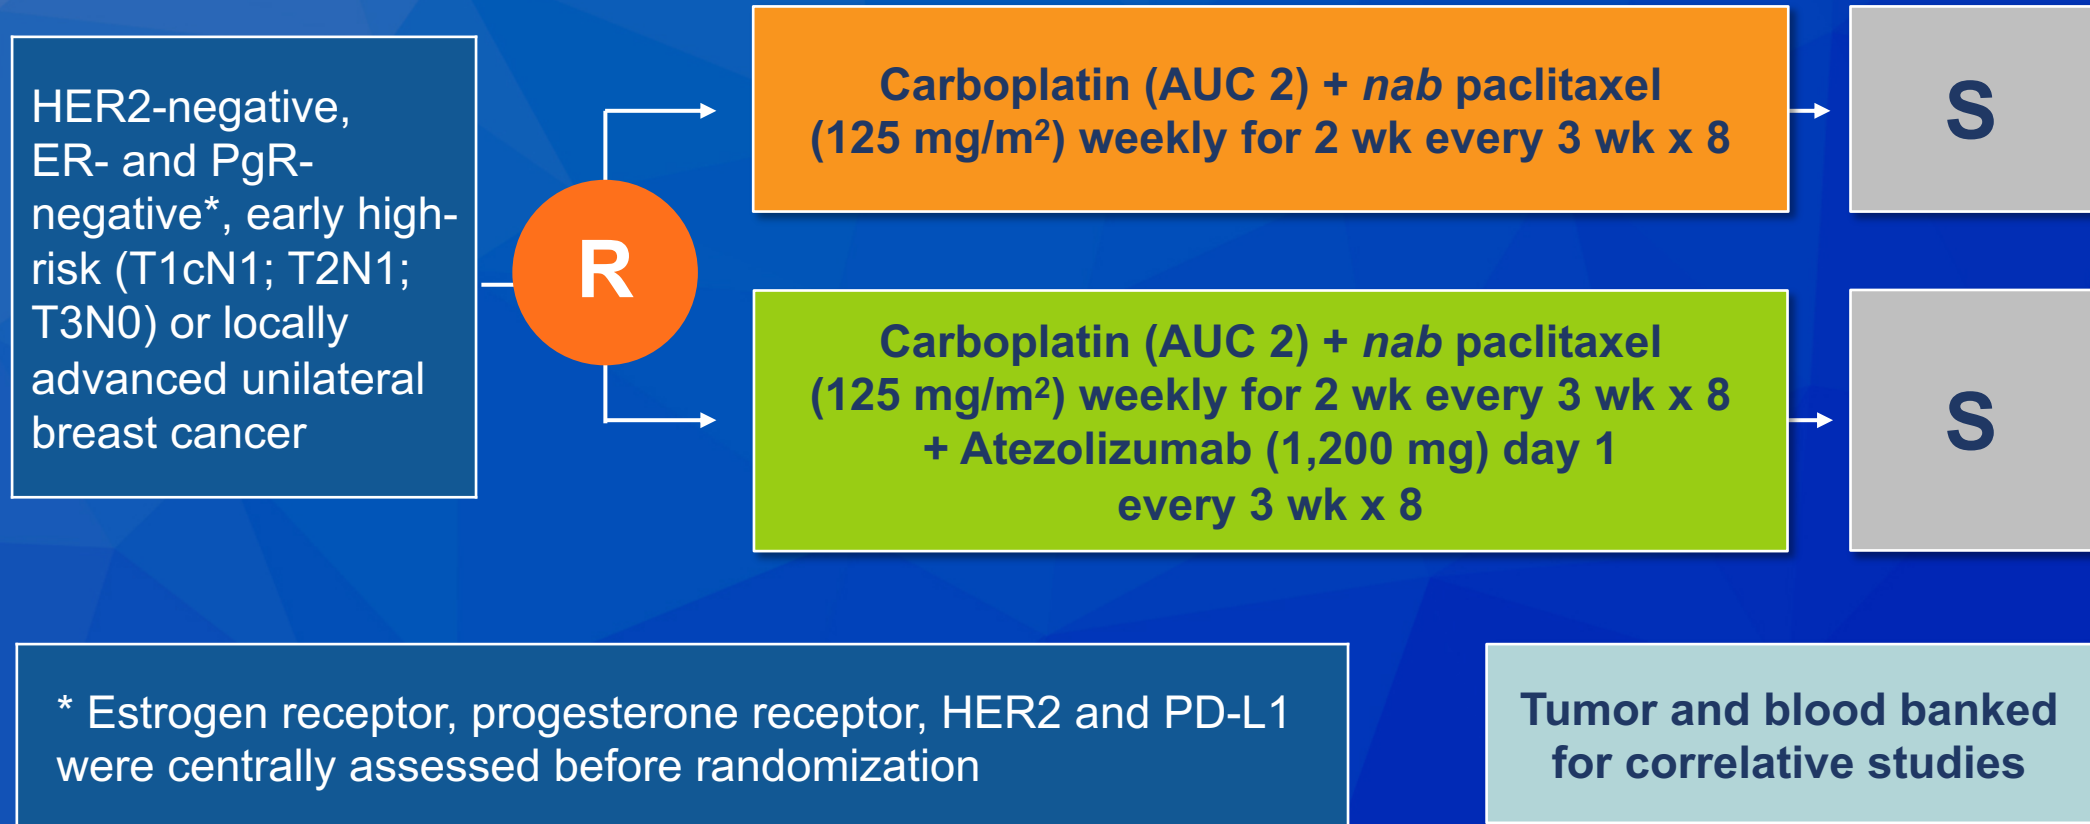 HER2-negative,
ER- and PgR-
negative*, early high-
risk (T1cN1; T2N1;
T3N0) or locally
advanced unilateral
breast cancer
R
Carboplatin (AUC 2) + nab paclitaxel
(125 mg/m²) weekly for 2 wk every 3 wk x 8
S
Carboplatin (AUC 2) + nab paclitaxel
(125 mg/m²) weekly for 2 wk every 3 wk x 8
+ Atezolizumab (1,200 mg) day 1
every 3 wk x 8
S
* Estrogen receptor, progesterone receptor, HER2 and PD-L1
were centrally assessed before randomization
Tumor and blood banked
for correlative studies